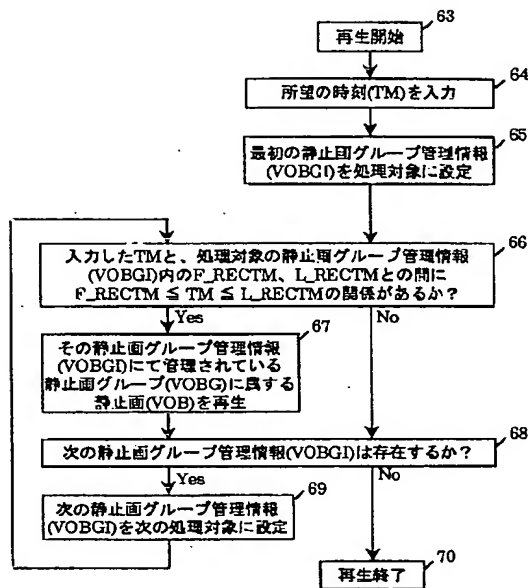 63
再生開始
64
所望の時刻(TM)を入力
65
最初の静止画グループ管理情報
(VOBGI)を処理対象に設定
66
入力したTMと、処理対象の静止画グループ管理情報
(VOBGI)内のF_RECTM、L_RECTMとの間に
F_RECTM ≦ TM ≦ L_RECTMの関係があるか?
Yes
No
67
その静止画グループ管理情報
(VOBGI)にて管理されている
静止画グループ(VOBG)に属する
静止画(VOB)を再生
68
次の静止画グループ管理情報(VOBGI)は存在するか?
Yes
No
69
次の静止画グループ管理情報
(VOBGI)を次の処理対象に設定
70
再生終了